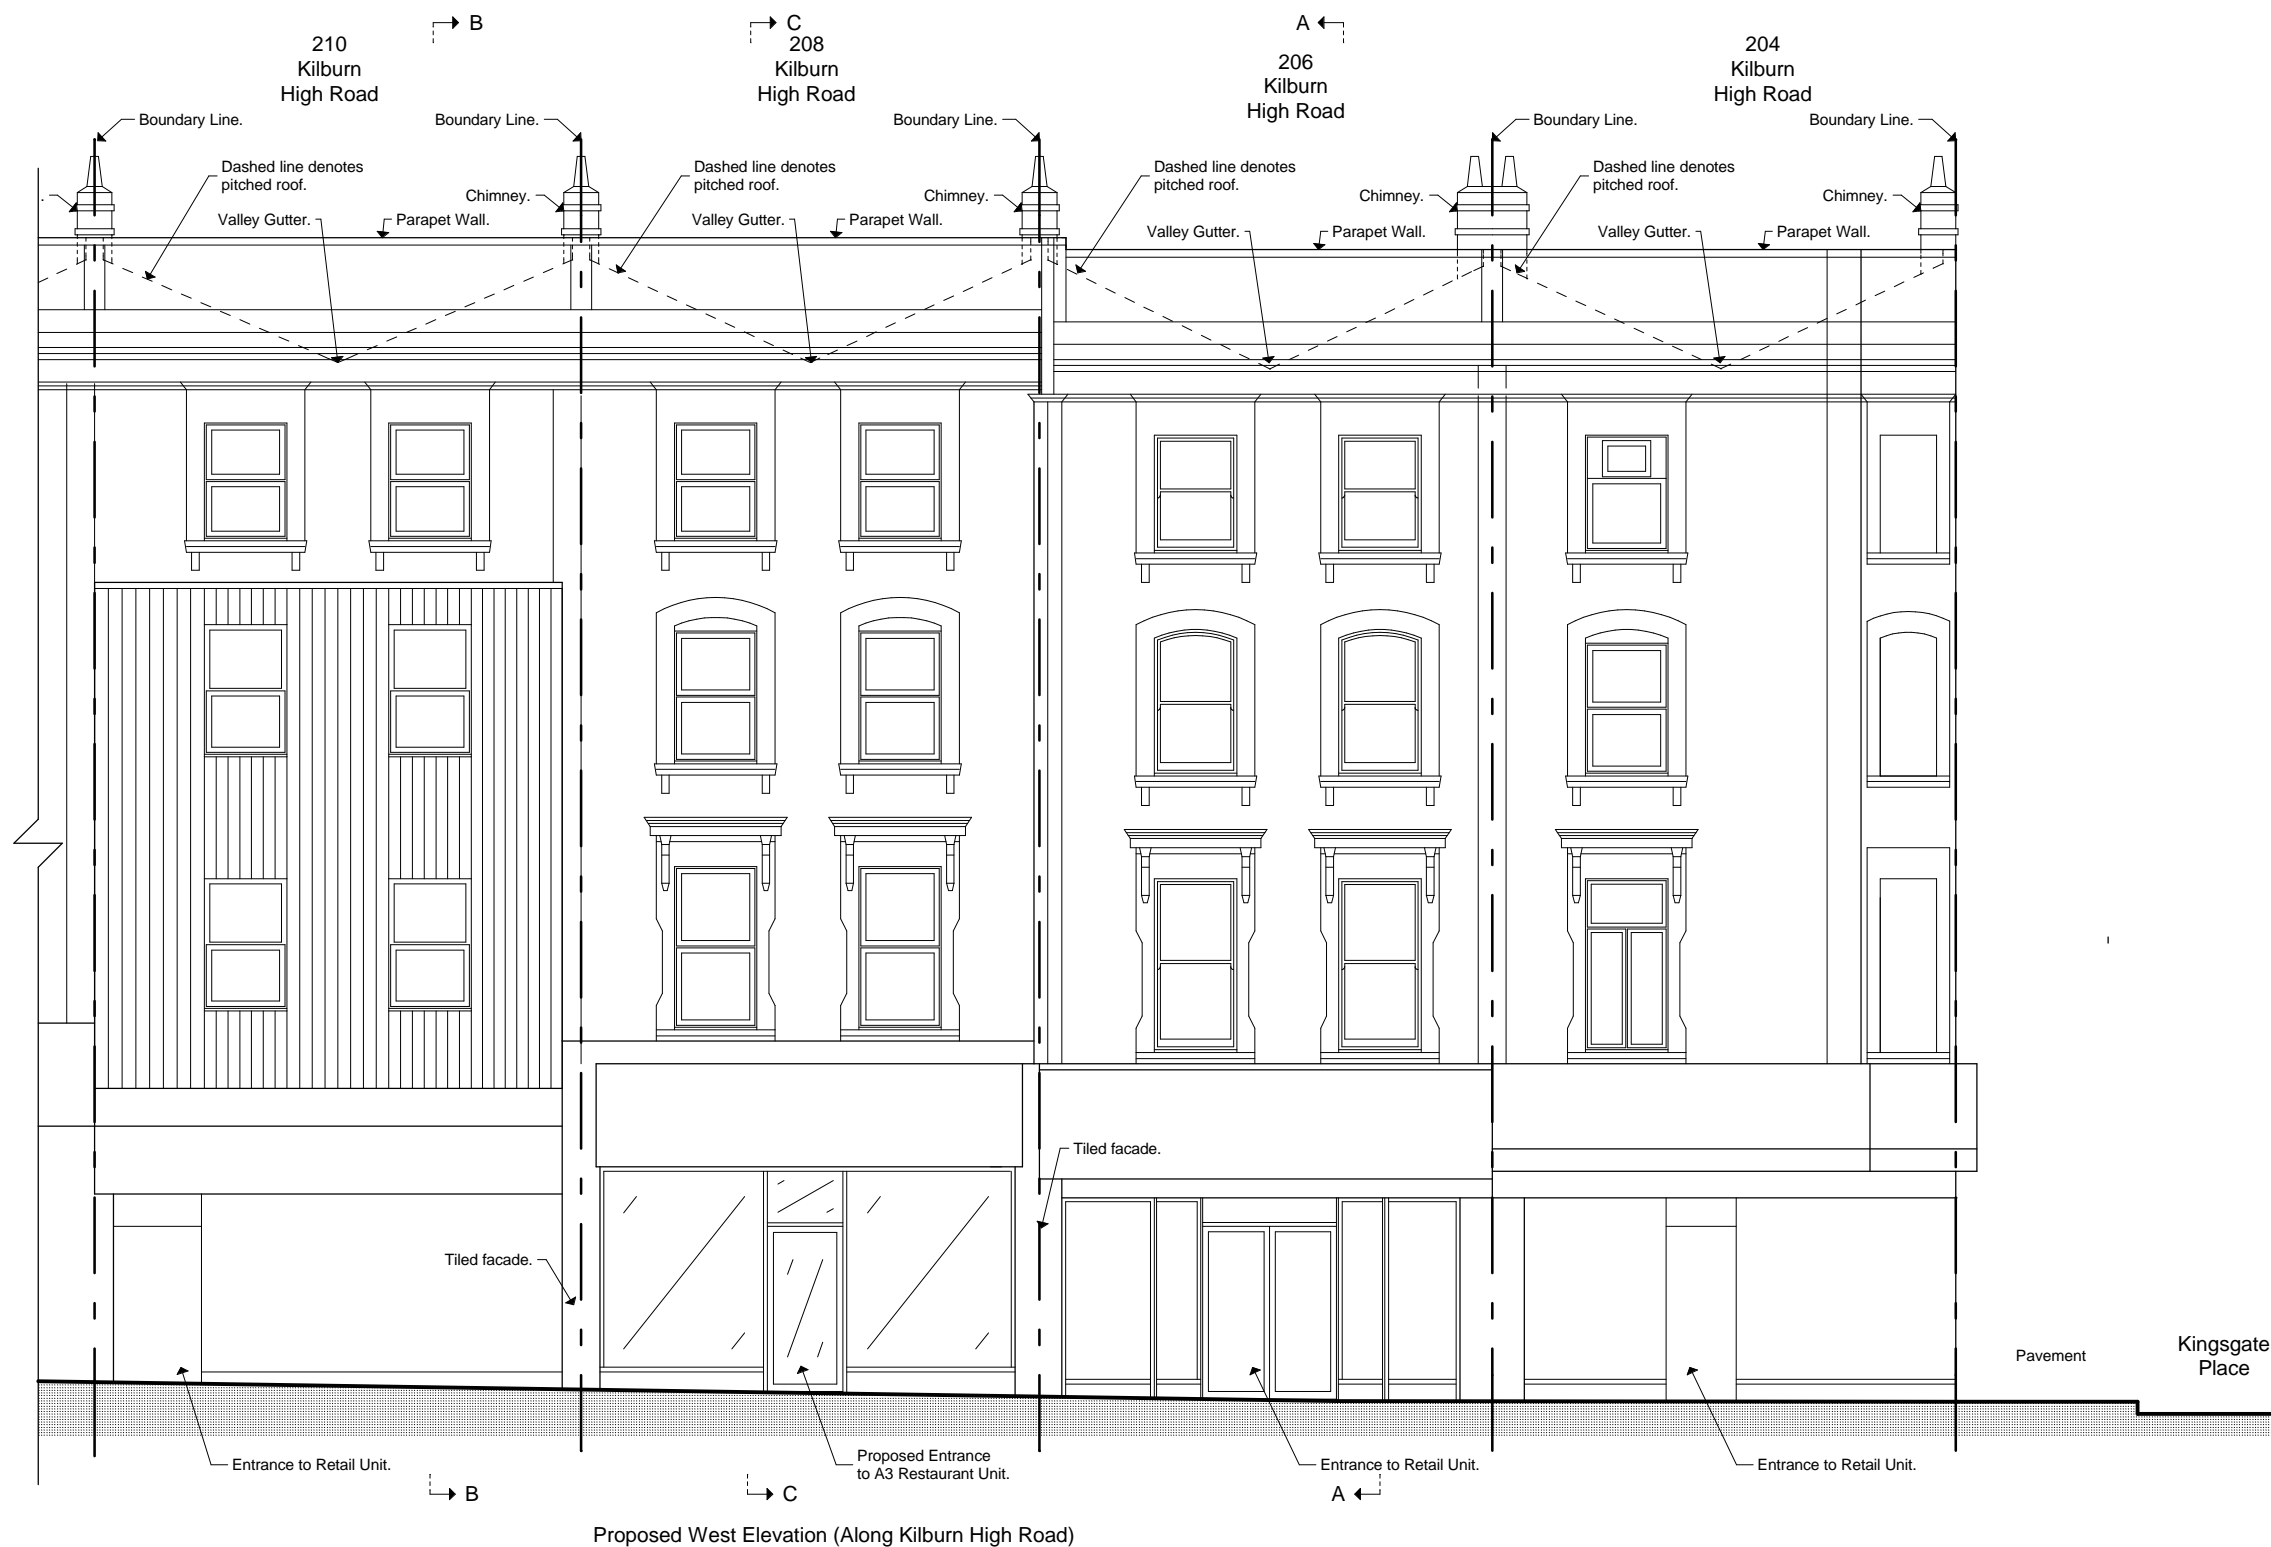 B
C
A
210
Kilburn
High Road
208
Kilburn
High Road
206
Kilburn
High Road
204
Kilburn
High Road
Boundary Line.
Boundary Line.
Boundary Line.
Boundary Line.
Boundary Line.
Dashed line denotes
pitched roof.
Dashed line denotes
pitched roof.
Dashed line denotes
pitched roof.
Dashed line denotes
pitched roof.
.
Chimney.
Chimney.
Chimney.
Chimney.
Valley Gutter.
Parapet Wall.
Valley Gutter.
Parapet Wall.
Valley Gutter.
Parapet Wall.
Valley Gutter.
Parapet Wall.
Tiled facade.
Tiled facade.
Pavement
Kingsgate
Place
Entrance to Retail Unit.
Proposed Entrance
to A3 Restaurant Unit.
Entrance to Retail Unit.
Entrance to Retail Unit.
B
C
A
Proposed West Elevation (Along Kilburn High Road)